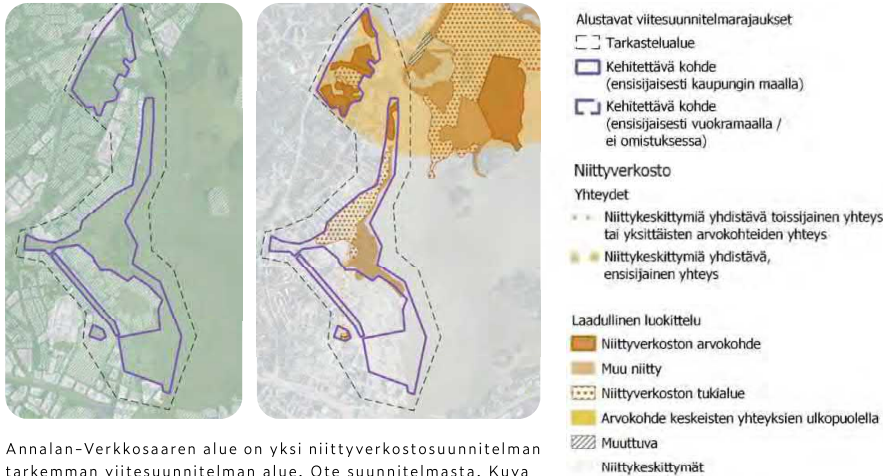 Alustavat viitesuunnitelmarajaukset
Tarkastelualue
Kehitettävä kohde
(ensisijaisesti kaupungin maalla)
Kehitettävä kohde
(ensisijaisesti vuokramaalla /
ei omistuksessa)
Niittyverkosto
Yhteydet
Niittykeskittymiä yhdistävä toissijainen yhteys
tai yksittäisten arvokohteiden yhteys
Niittykeskittymiä yhdistävä,
ensisijainen yhteys
Laadullinen luokittelu
Niittyverkoston arvokohde
Muu niitty
Niittyverkoston tukialue
Arvokohde keskeisten yhteyksien ulkopuolella
Muuttuva
Niittykeskittymät
Annalan-Verkkosaaren alue on yksi niittyverkostosuunnitelman
tarkemman viitesuunnitelman alue. Ote suunnitelmasta. Kuva